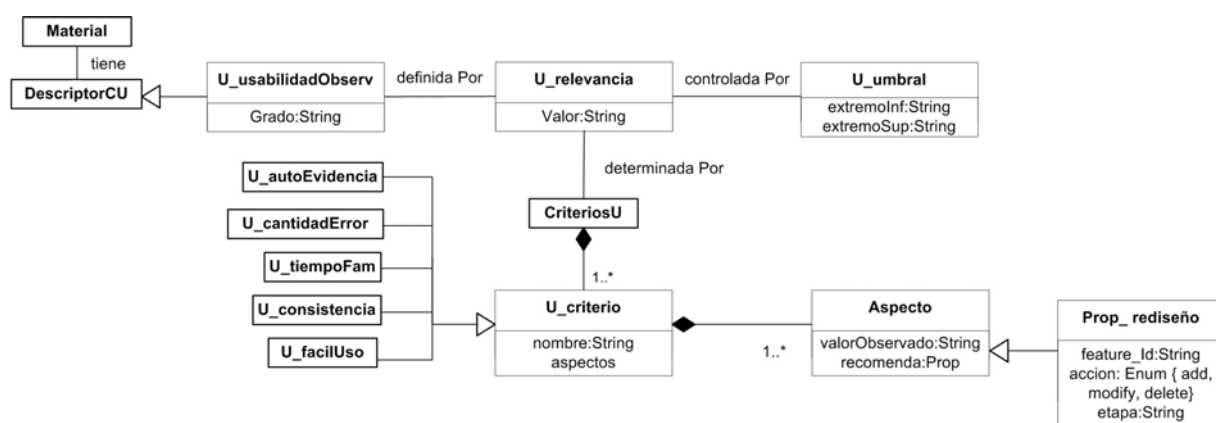 Material
tiene
DescriptorCU
U_usabilidadObserv
Grado:String
definida Por
U_relevancia
Valor:String
controlada Por
U_umbral
extremoInf:String
extremoSup:String
determinada Por
CriteriosU
1..*
U_autoEvidencia
U_cantidadError
U_tiempoFam
U_consistencia
U_facilUso
U_criterio
nombre:String
aspectos
1..*
Aspecto
valorObservado:String
recomenda:Prop
Prop_ rediseño
feature_Id:String
accion: Enum { add,
modify, delete}
etapa:String